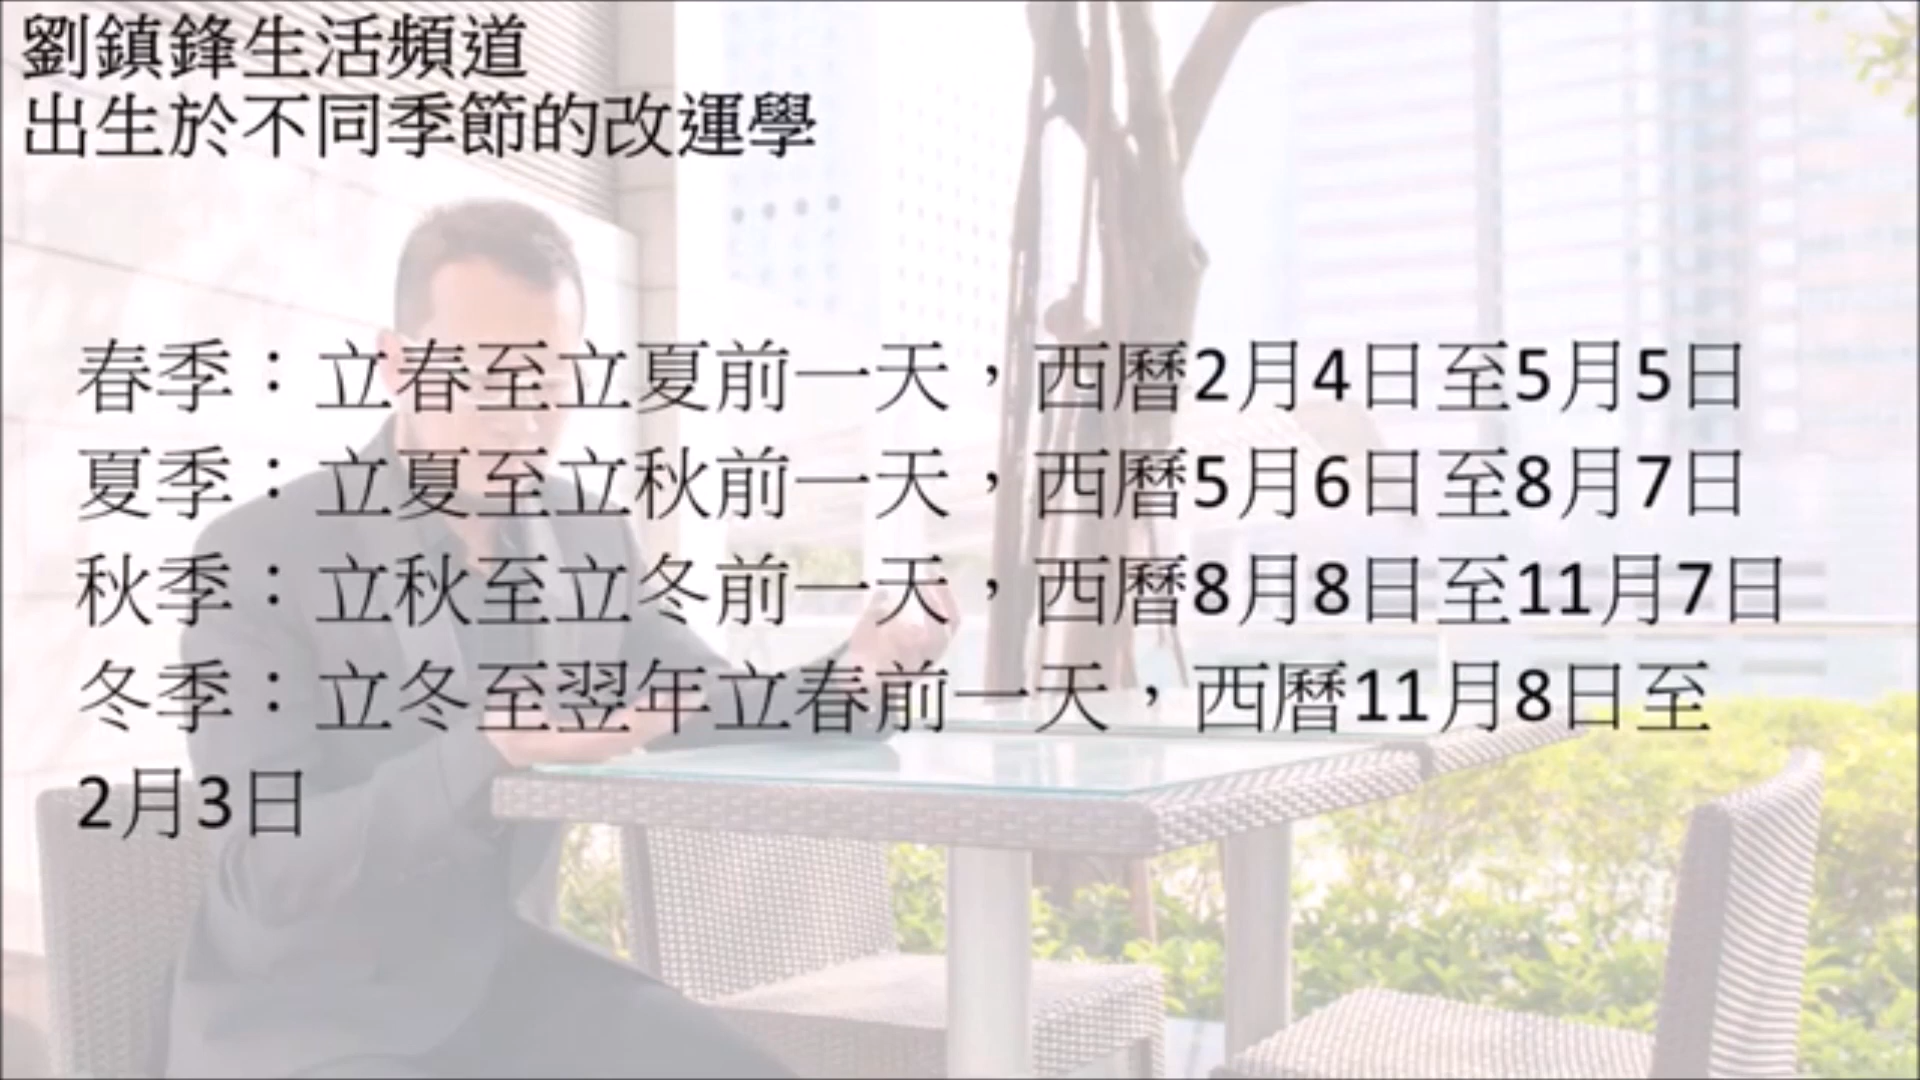 劉鎮鋒生活頻道
出生於不同季節的改運學
春季：立春至立夏前一天，西曆2月4日至5月5日
夏季：立夏至立秋前一天，西曆5月6日至8月7日
秋季：立秋至立冬前一天，西曆8月8日至11月7日
冬季：立冬至翌年立春前一天，西曆11月8日至
2月3日